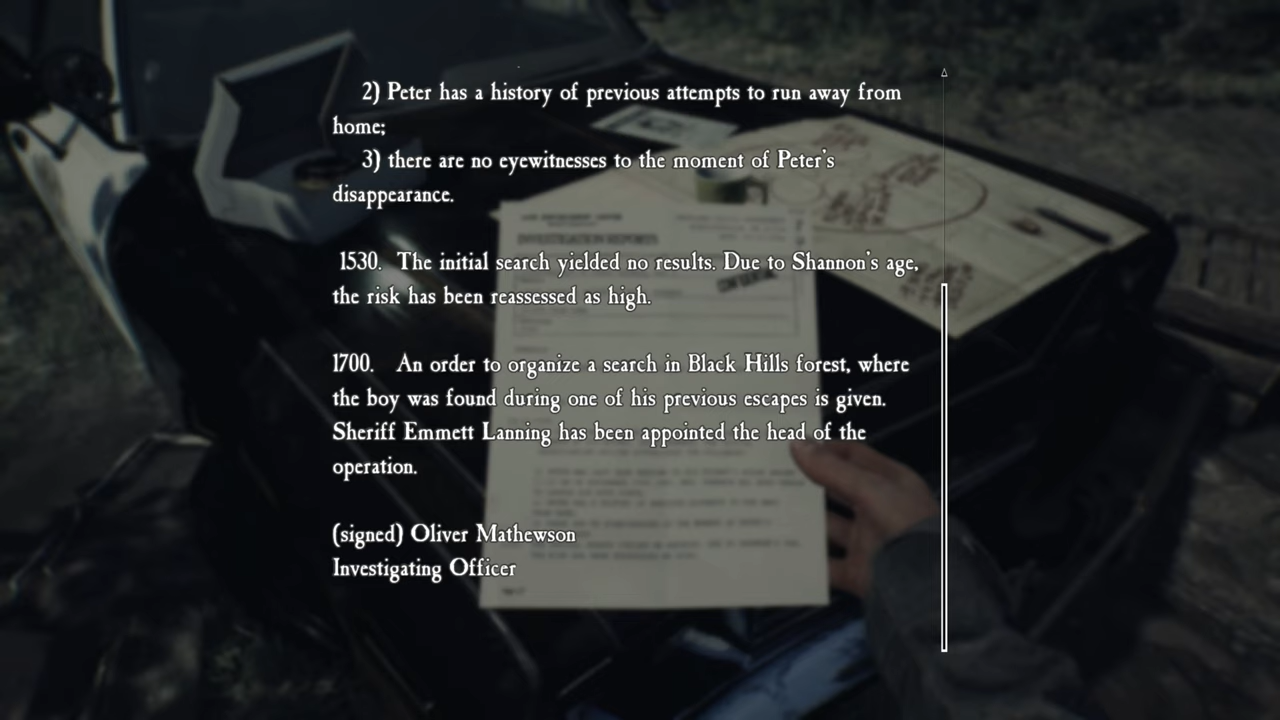 2) Peter has a history of previous attempts to run away from
home;
3) there are no eyewitnesses to the moment of Peter's
disappearance.
1530. The initial search yielded no results. Due to Shannon's age,
the risk has been reassessed as high.
1700. An order to organize a search in Black Hills forest, where
the boy was found during one of his previous escapes is given.
Sheriff Emmett Lanning has been appointed the head of the
operation.
(signed) Oliver Mathewson
Investigating Officer
INVESTIGATION REPORTS